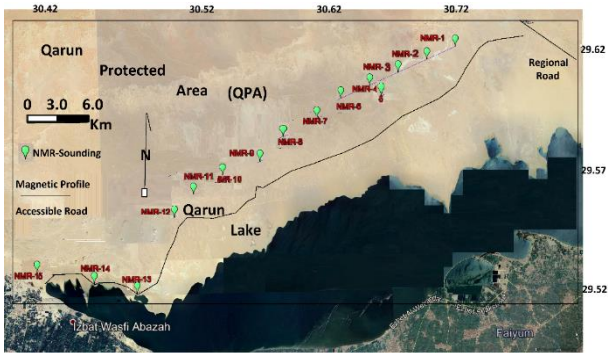 30.42 30.52 30.62 30.72
Qarun
Protected
Area (QPA)
NMR-1
NMR-2
NMR-3
NMR-4
5
NMR-6
NMR-7
NMR-8
NMR-9
NMR-10
NMR-11
NMR-12
NMR-13
NMR-14
NMR-15
29.62
Regional
Road
0.0 3.0 6.0
Km
NMR-Sounding
N
Magnetic Profile
Accessible Road
29.57
Qarun
Lake
29.52
Izbat Wasfi Abazah
Faiyum